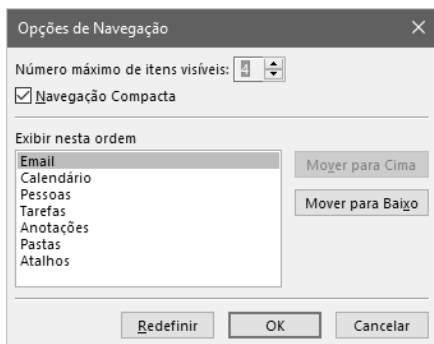 Opções de Navegação
Número máximo de itens visíveis: 4
Navegação Compacta
Exibir nesta ordem
Email
Calendário
Pessoas
Tarefas
Anotações
Pastas
Atalhos
Mover para Cima
Mover para Baixo
Redefinir OK Cancelar